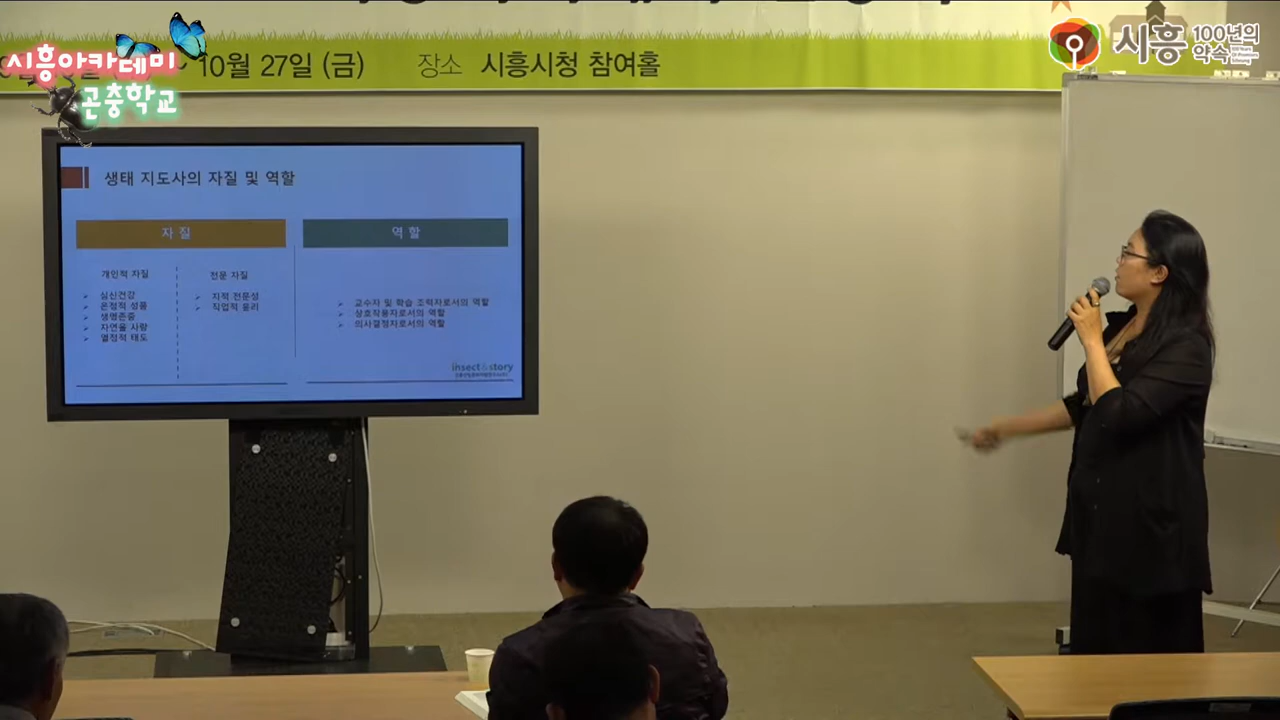 10월 27일 (금) 장소 시흥시청 참여홀
시흥아카데미
곤충학교
시흥 100년의
약속
생태 지도사의 자질 및 역할
자 질
역 할
개인적 자질
심신건강
온정적 성품
생명존중
자연을 사랑
열정적 태도
전문 자질
지적 전문성
직업적 윤리
교수자 및 학습 조력자로서의 역할
상호작용자로서의 역할
의사결정자로서의 역할
insect&story